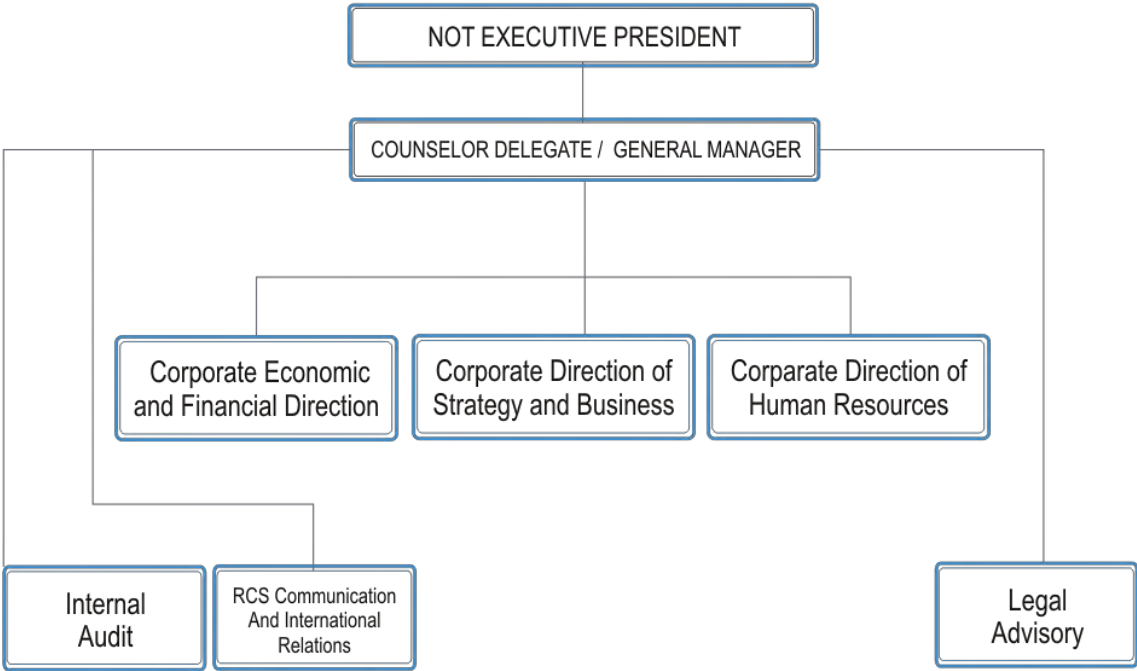 NOT EXECUTIVE PRESIDENT
COUNSELOR DELEGATE / GENERAL MANAGER
Corporate Economic
and Financial Direction
Corporate Direction of
Strategy and Business
Corparate Direction of
Human Resources
Internal
Audit
RCS Communication
And International
Relations
Legal
Advisory